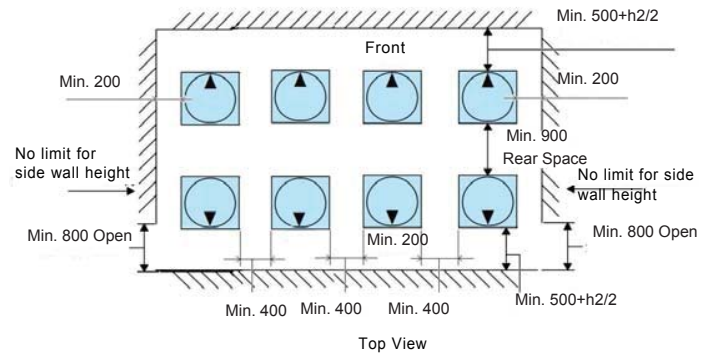 Min. 500+h2/2
Front
Min. 200
Min. 200
Min. 900
Rear Space
No limit for
side wall height
No limit for side
wall height
Min. 800 Open
Min. 200
Min. 800 Open
Min. 400
Min. 400
Min. 400
Min. 500+h2/2
Top View